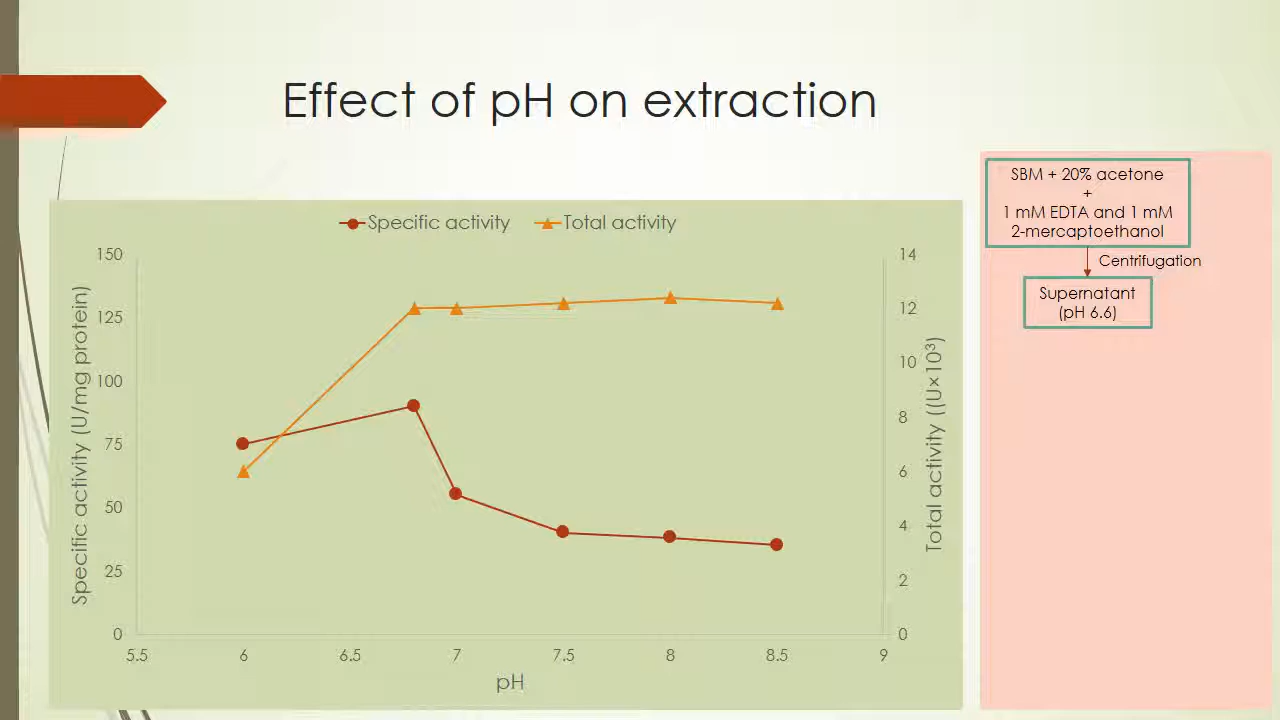 Effect of pH on extraction
SBM + 20% acetone
+
1 mM EDTA and 1 mM
2-mercaptoethanol
Centrifugation
Supernatant
(pH 6.6)
Specific activity
Total activity
Specific activity (U/mg protein)
150
125
100
75
50
25
0
14
12
10
8
6
4
2
0
Total activity ((U×10³)
5.5 6 6.5 7 7.5 8 8.5 9
pH